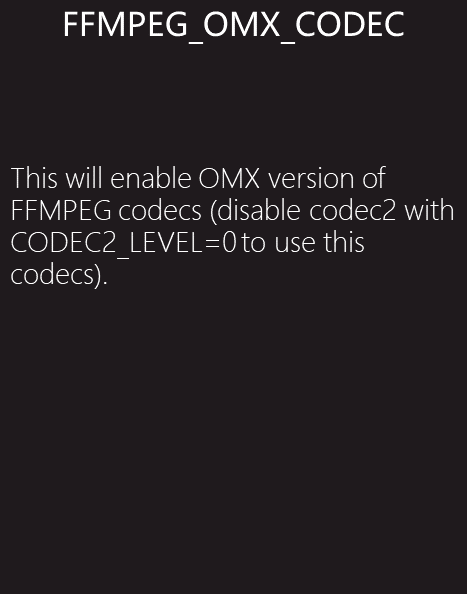 FFMPEG_OMX_CODEC
This will enable OMX version of
FFMPEG codecs (disable codec2 with
CODEC2_LEVEL=0 to use this
codecs).